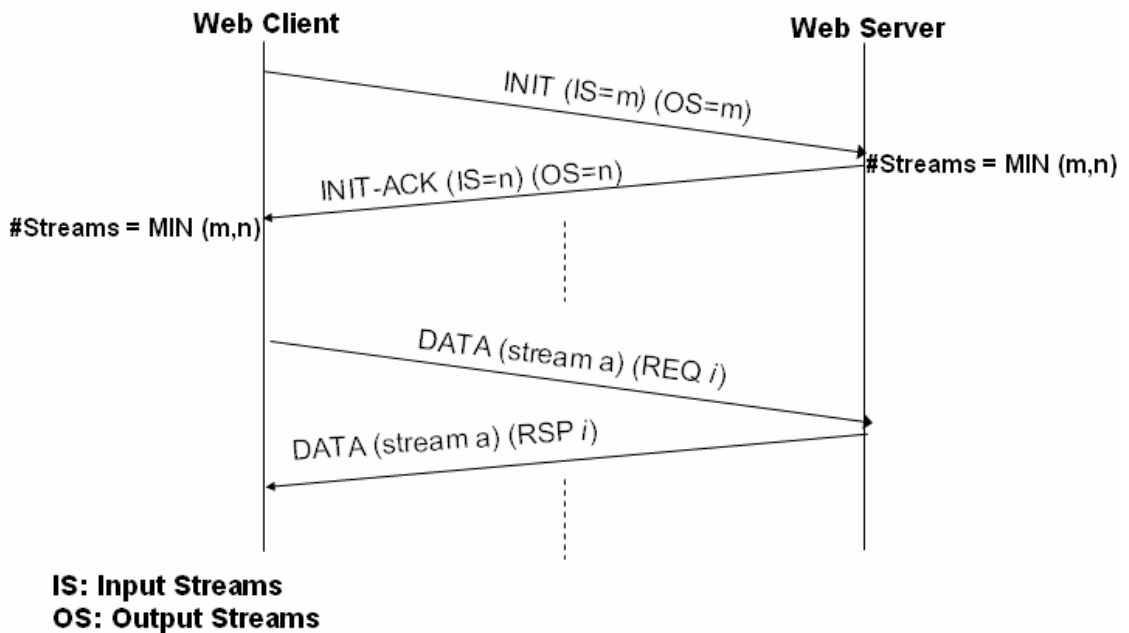 Web Client
Web Server
INIT (IS=m) (OS=m)
#Streams = MIN (m,n)
INIT-ACK (IS=n) (OS=n)
#Streams = MIN (m,n)
DATA (stream a) (REQ i)
DATA (stream a) (RSP i)
IS: Input Streams
OS: Output Streams